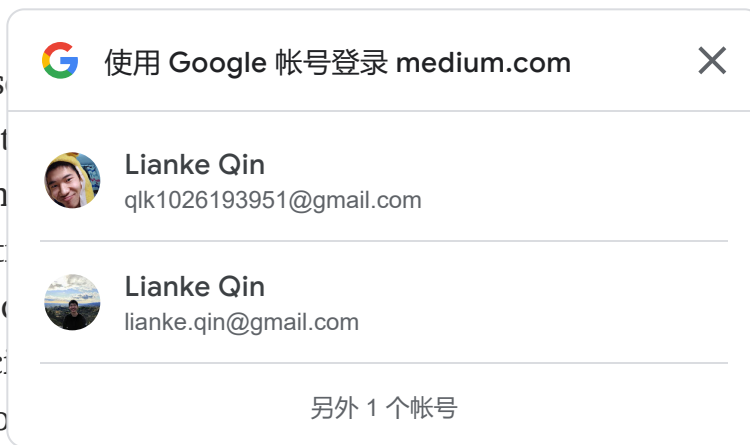 使用 Google 帐号登录 medium.com
Lianke Qin
qlk1026193951@gmail.com
Lianke Qin
lianke.qin@gmail.com
另外 1 个帐号